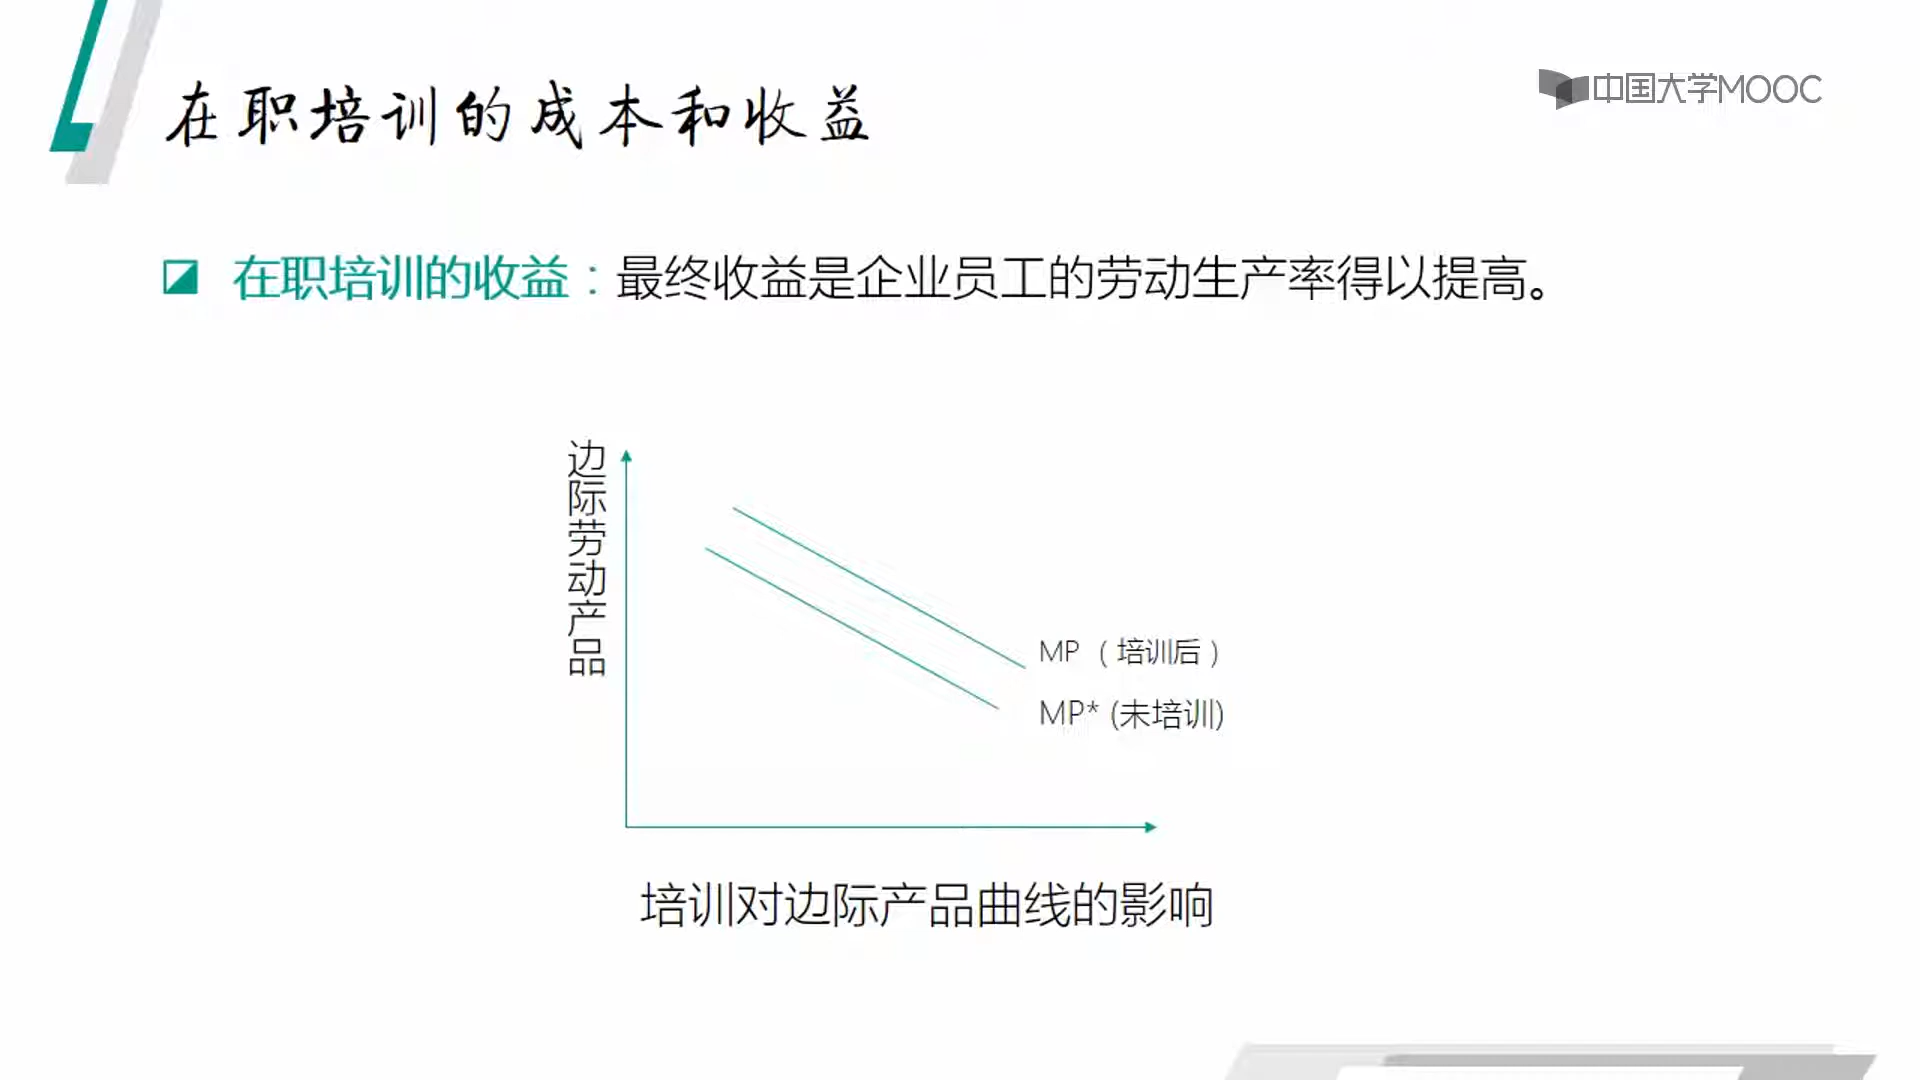 在职培训的成本和收益
中国大学MOOC
在职培训的收益：最终收益是企业员工的劳动生产率得以提高。
边际劳动产品
MP （培训后）
MP* (未培训)
培训对边际产品曲线的影响